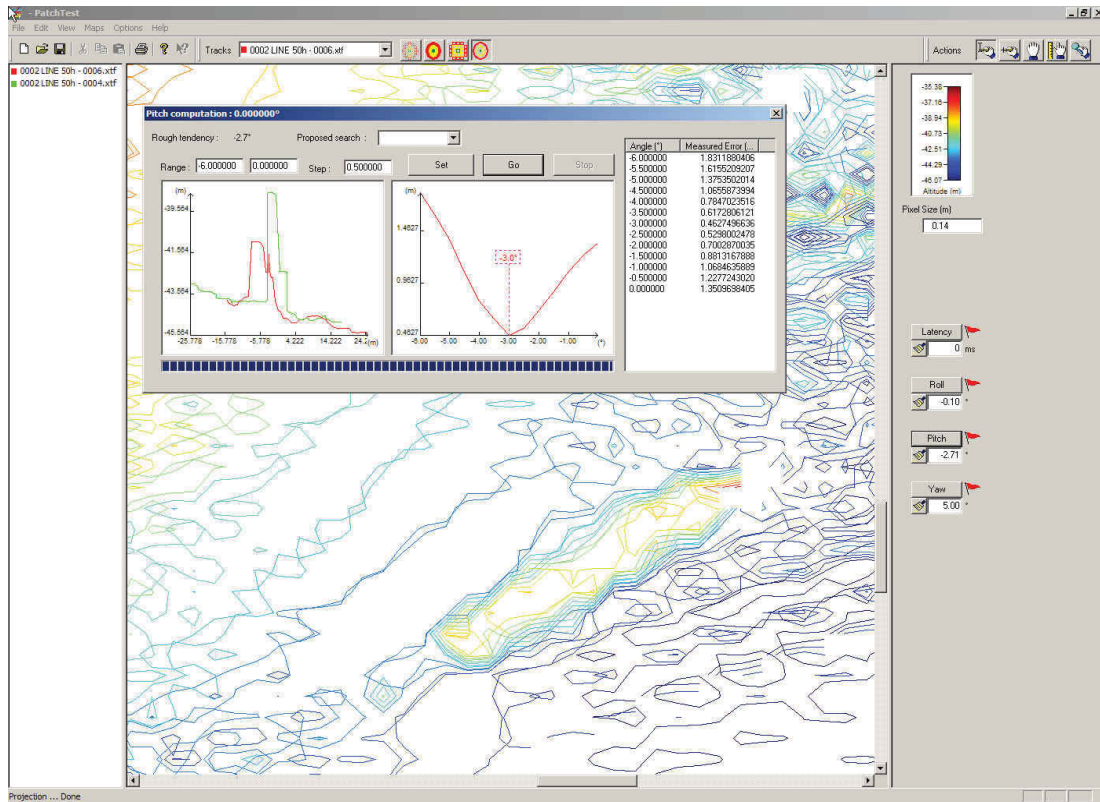 - PatchTest
File Edit View Maps Options Help
Tracks 0002 LINE 50h - 0006.xtf Actions
0002 LINE 50h - 0006.xtf
0002 LINE 50h - 0004.xtf
Pitch computation : 0.000000°
Rough tendency : -2.7° Proposed search :
Range : -6.000000 0.000000 Step : 0.500000 Set Go Stop
(m)
-39.564
-41.564
-43.564
-45.564
-25.778 -15.778 -5.778 4.222 14.222 24.2 (m)
(m)
1.4627
0.9627
0.4627
-3.0°
-6.00 -5.00 -4.00 -3.00 -2.00 -1.00 (°)
Angle (°) Measured Error (...
-6.000000 1.8311880406
-5.500000 1.6155209207
-5.000000 1.3753502014
-4.500000 1.0655873994
-4.000000 0.7847023516
-3.500000 0.6172806121
-3.000000 0.4627496636
-2.500000 0.5298002478
-2.000000 0.7002870035
-1.500000 0.8813167888
-1.000000 1.0684635889
-0.500000 1.2277243020
0.000000 1.3509698405
-35.38
-37.16
-38.94
-40.73
-42.51
-44.29
-46.07
Altitude (m)
Pixel Size (m)
0.14
Latency
0 ms
Roll
-0.10 °
Pitch
-2.71 °
Yaw
5.00 °
Projection ... Done